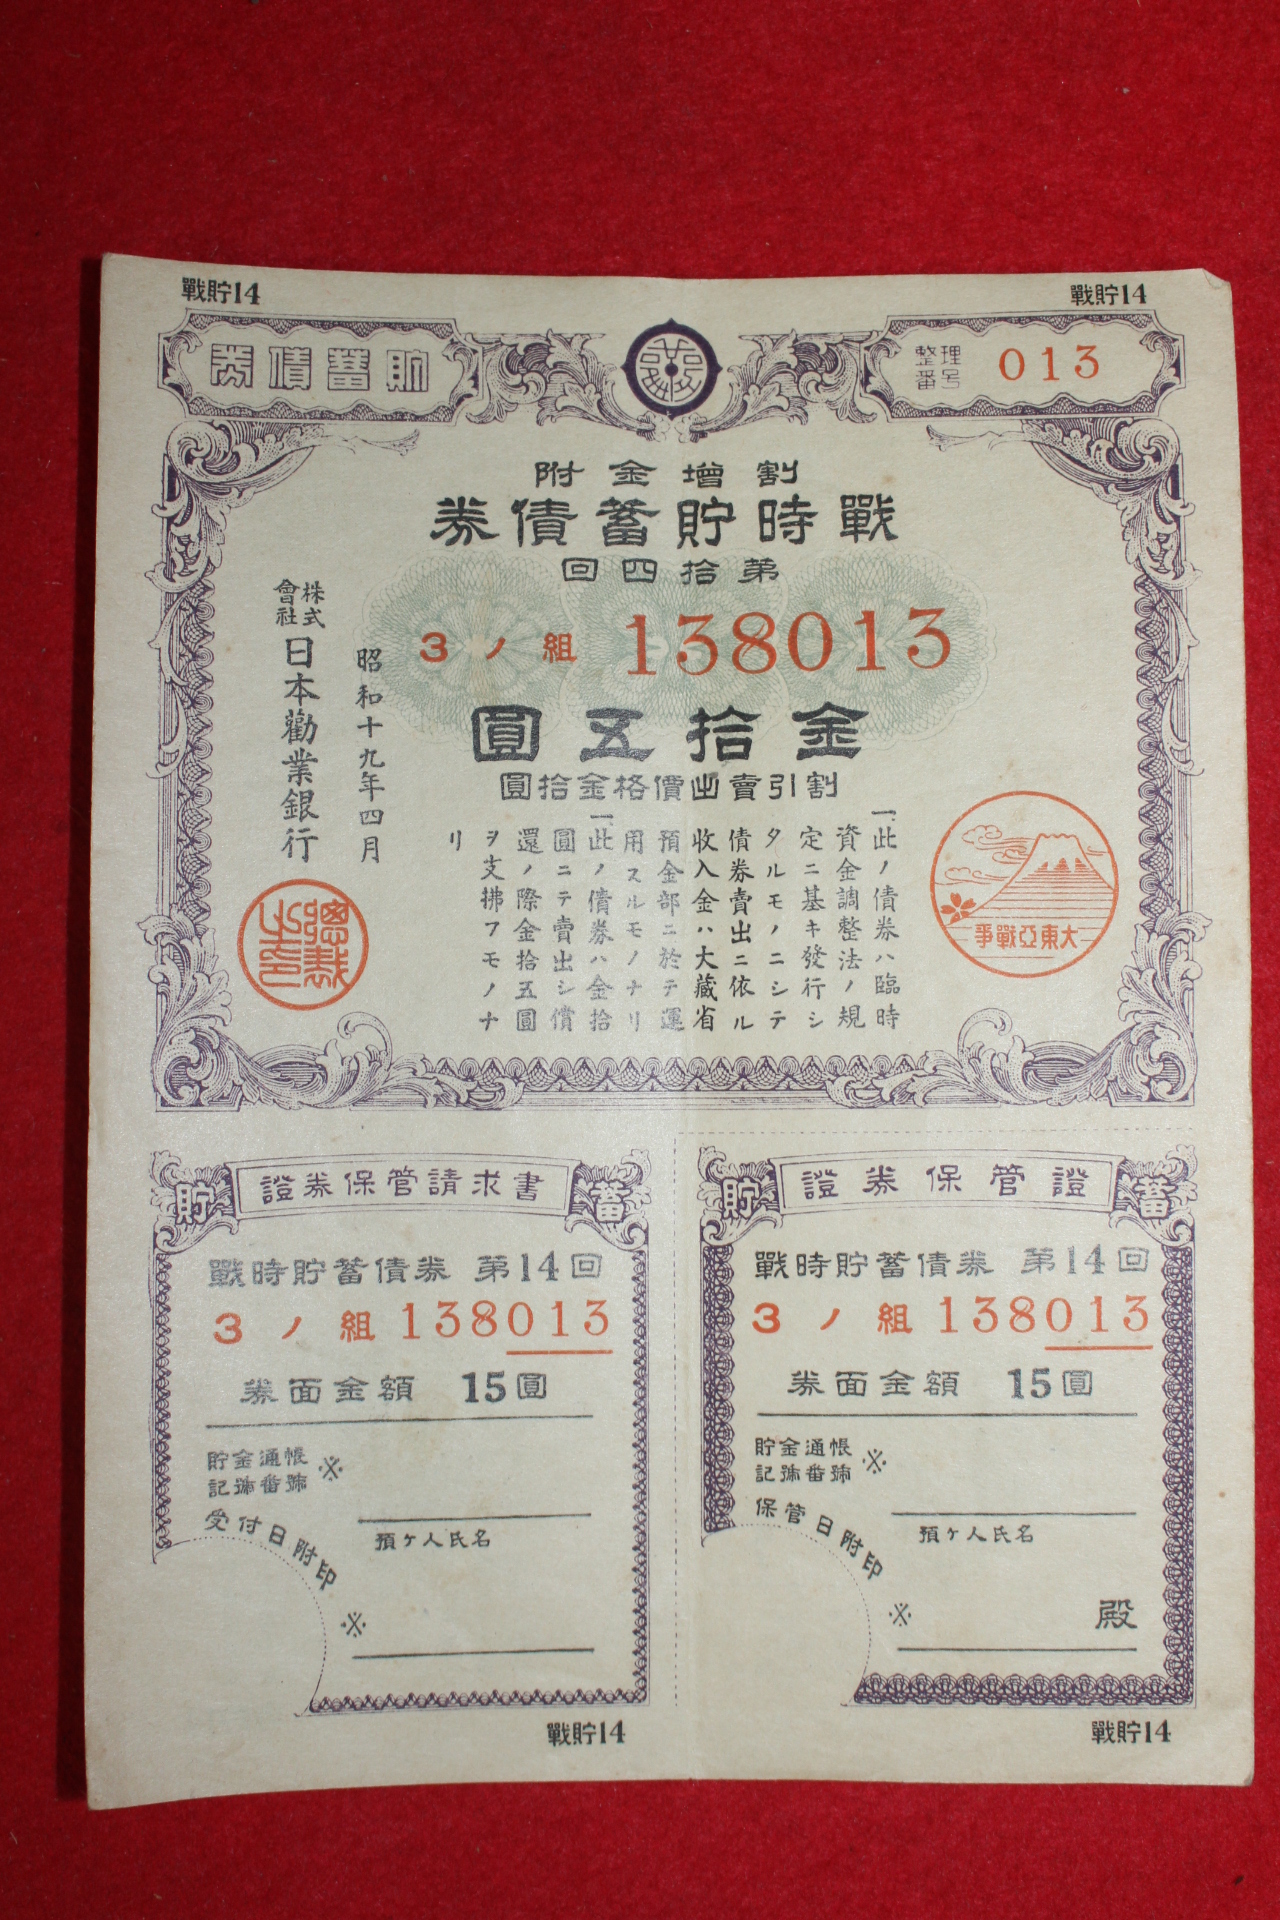 戰貯14
戰貯14
貯蓄債券
整理番号 013
割增金附
戰時貯蓄債券
第拾四回
3ノ組 138013
金拾五圓
割引賣出價格金拾圓
一、此ノ債券ハ臨時
資金調整法ノ規
定ニ基キ發行シ
タルモノニシテ
債券賣出ニ依ル
收入金ハ大藏省
預金部ニ於テ運
用スルモノナリ
一、此ノ債券ハ金拾
圓ニテ賣出シ償
還ノ際金拾五圓
ヲ支拂フモノナ
リ
昭和十九年四月
株式會社日本勸業銀行
大東亞戰爭
貯
證券保管請求書
蓄
戰時貯蓄債券 第14回
3ノ組 138013
券面金額 15圓
貯金通帳
記號番號
※
受付日附印
預ケ人氏名
※
戰貯14
貯
證券保管證
蓄
戰時貯蓄債券 第14回
3ノ組 138013
券面金額 15圓
貯金通帳
記號番號
※
保管日附印
預ケ人氏名
※
殿
戰貯14